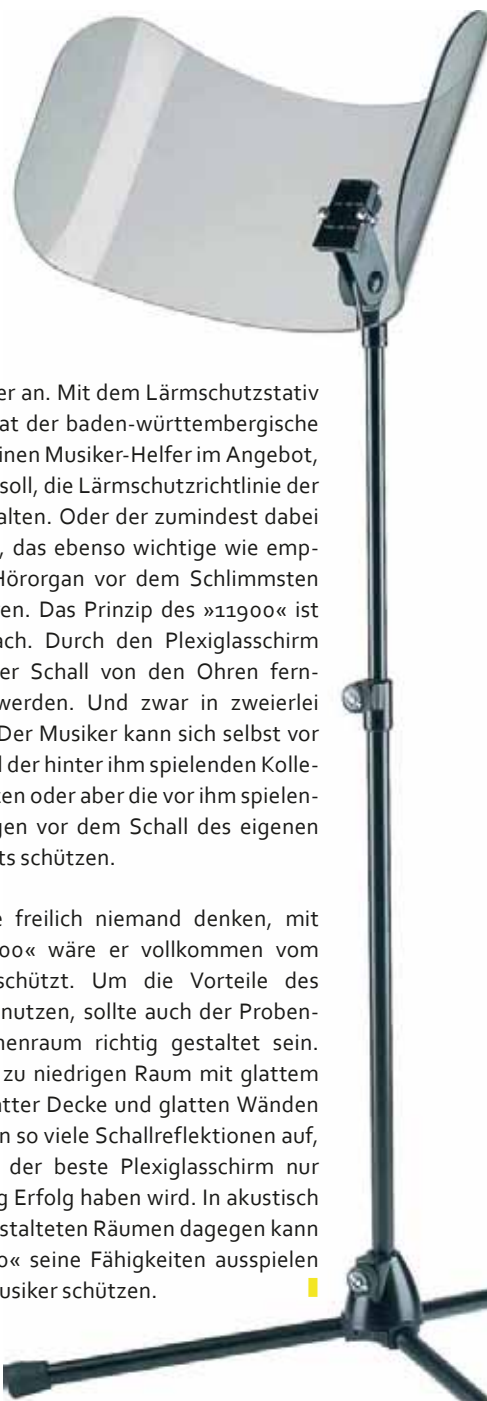 er an. Mit dem Lärmschutzstativ
at der baden-württembergische
inen Musiker-Helfer im Angebot,
soll, die Lärmschutzrichtlinie der
alten. Oder der zumindest dabei
, das ebenso wichtige wie emp-
Hörorgan vor dem Schlimmsten
en. Das Prinzip des »11900« ist
ach. Durch den Plexiglasschirm
er Schall von den Ohren fern-
werden. Und zwar in zweierlei
Der Musiker kann sich selbst vor
l der hinter ihm spielenden Kolle-
en oder aber die vor ihm spielen-
gen vor dem Schall des eigenen
ts schützen.
e freilich niemand denken, mit
00« wäre er vollkommen vom
schützt. Um die Vorteile des
nutzen, sollte auch der Proben-
nenraum richtig gestaltet sein.
zu niedrigen Raum mit glattem
atter Decke und glatten Wänden
n so viele Schallreflektionen auf,
der beste Plexiglasschirm nur
g Erfolg haben wird. In akustisch
stalteten Räumen dagegen kann
0« seine Fähigkeiten ausspielen
usiker schützen.